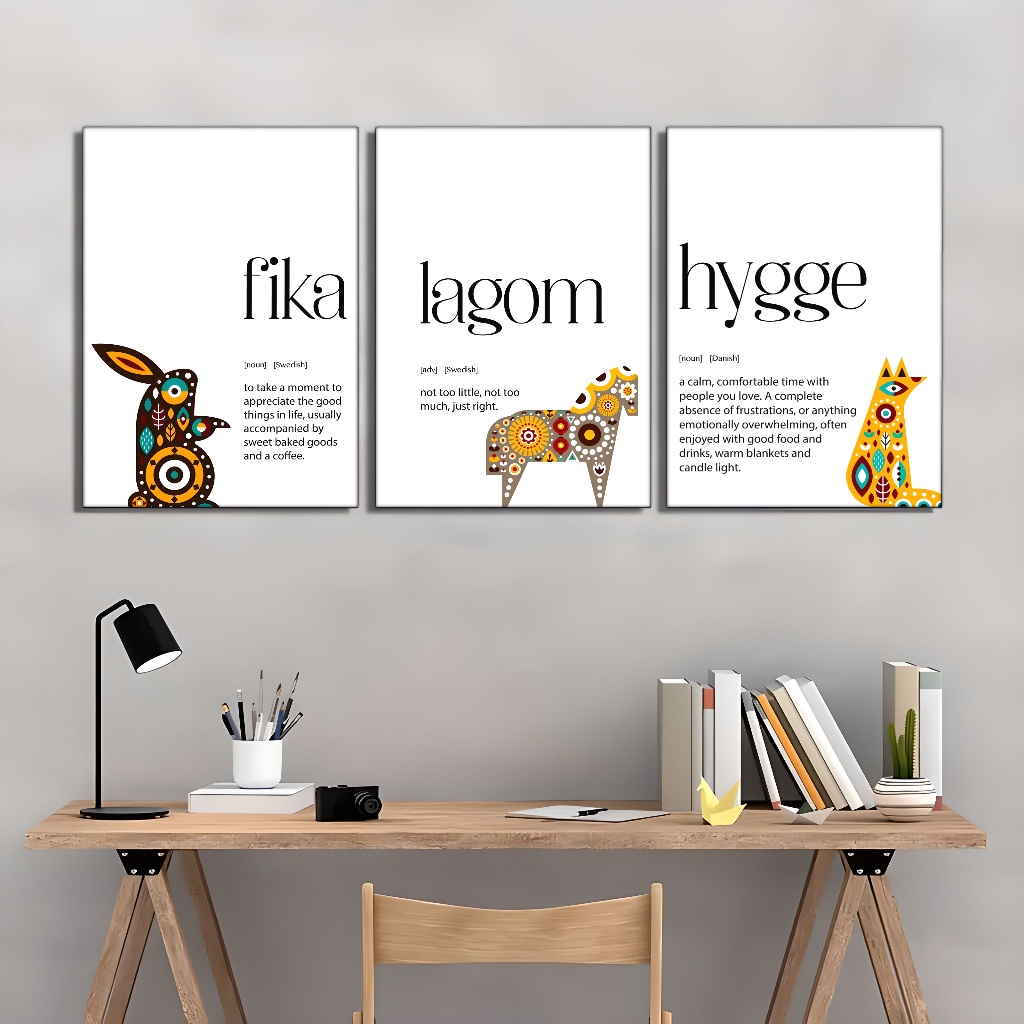 fika
[noun] [Swedish]
to take a moment to
appreciate the good
things in life, usually
accompanied by
sweet baked goods
and a coffee.
lagom
[adv] [Swedish]
not too little, not too
much, just right.
hygge
[noun] [Danish]
a calm, comfortable time with
people you love. A complete
absence of frustrations, or anything
emotionally overwhelming, often
enjoyed with good food and
drinks, warm blankets and
candle light.